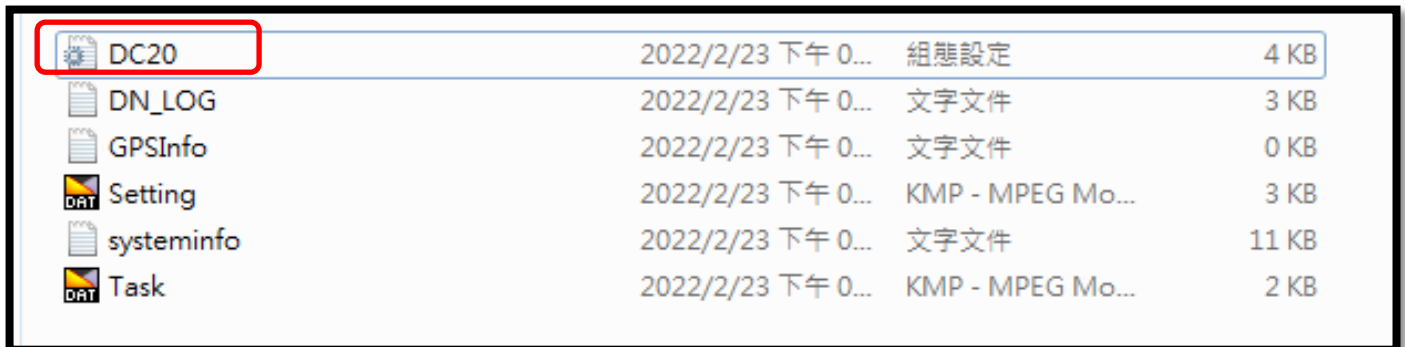 DC20 2022/2/23 下午 0... 組態設定 4 KB
DN_LOG 2022/2/23 下午 0... 文字文件 3 KB
GPSInfo 2022/2/23 下午 0... 文字文件 0 KB
DAT Setting 2022/2/23 下午 0... KMP - MPEG Mo... 3 KB
systeminfo 2022/2/23 下午 0... 文字文件 11 KB
DAT Task 2022/2/23 下午 0... KMP - MPEG Mo... 2 KB